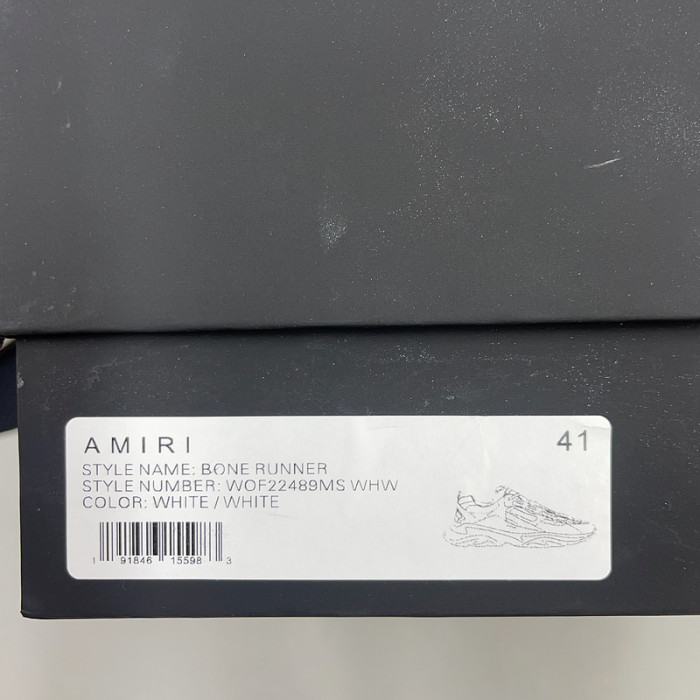 AMIRI 41
STYLE NAME: BONE RUNNER
STYLE NUMBER: WOF22489MS WHW
COLOR: WHITE / WHITE
1 91846 15598 3